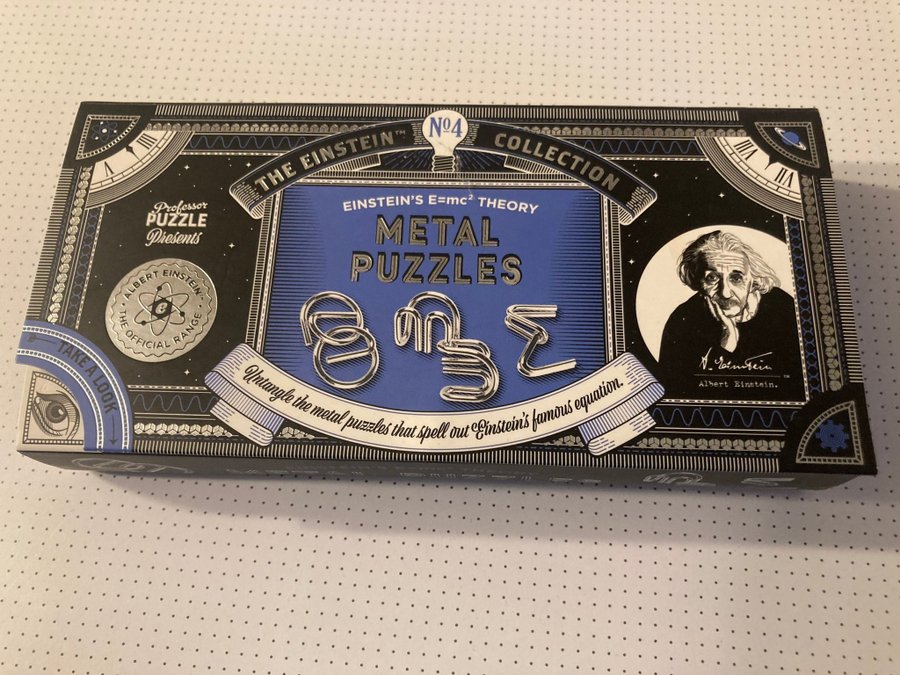 No4
THE EINSTEIN™ COLLECTION
Professor
PUZZLE
Presents
ALBERT EINSTEIN
THE OFFICIAL RANGE
EINSTEIN'S E=mc² THEORY
METAL
PUZZLES
A. Einstein
Albert Einstein.
TAKE A LOOK
Untangle the metal puzzles that spell out Einstein's famous equation.